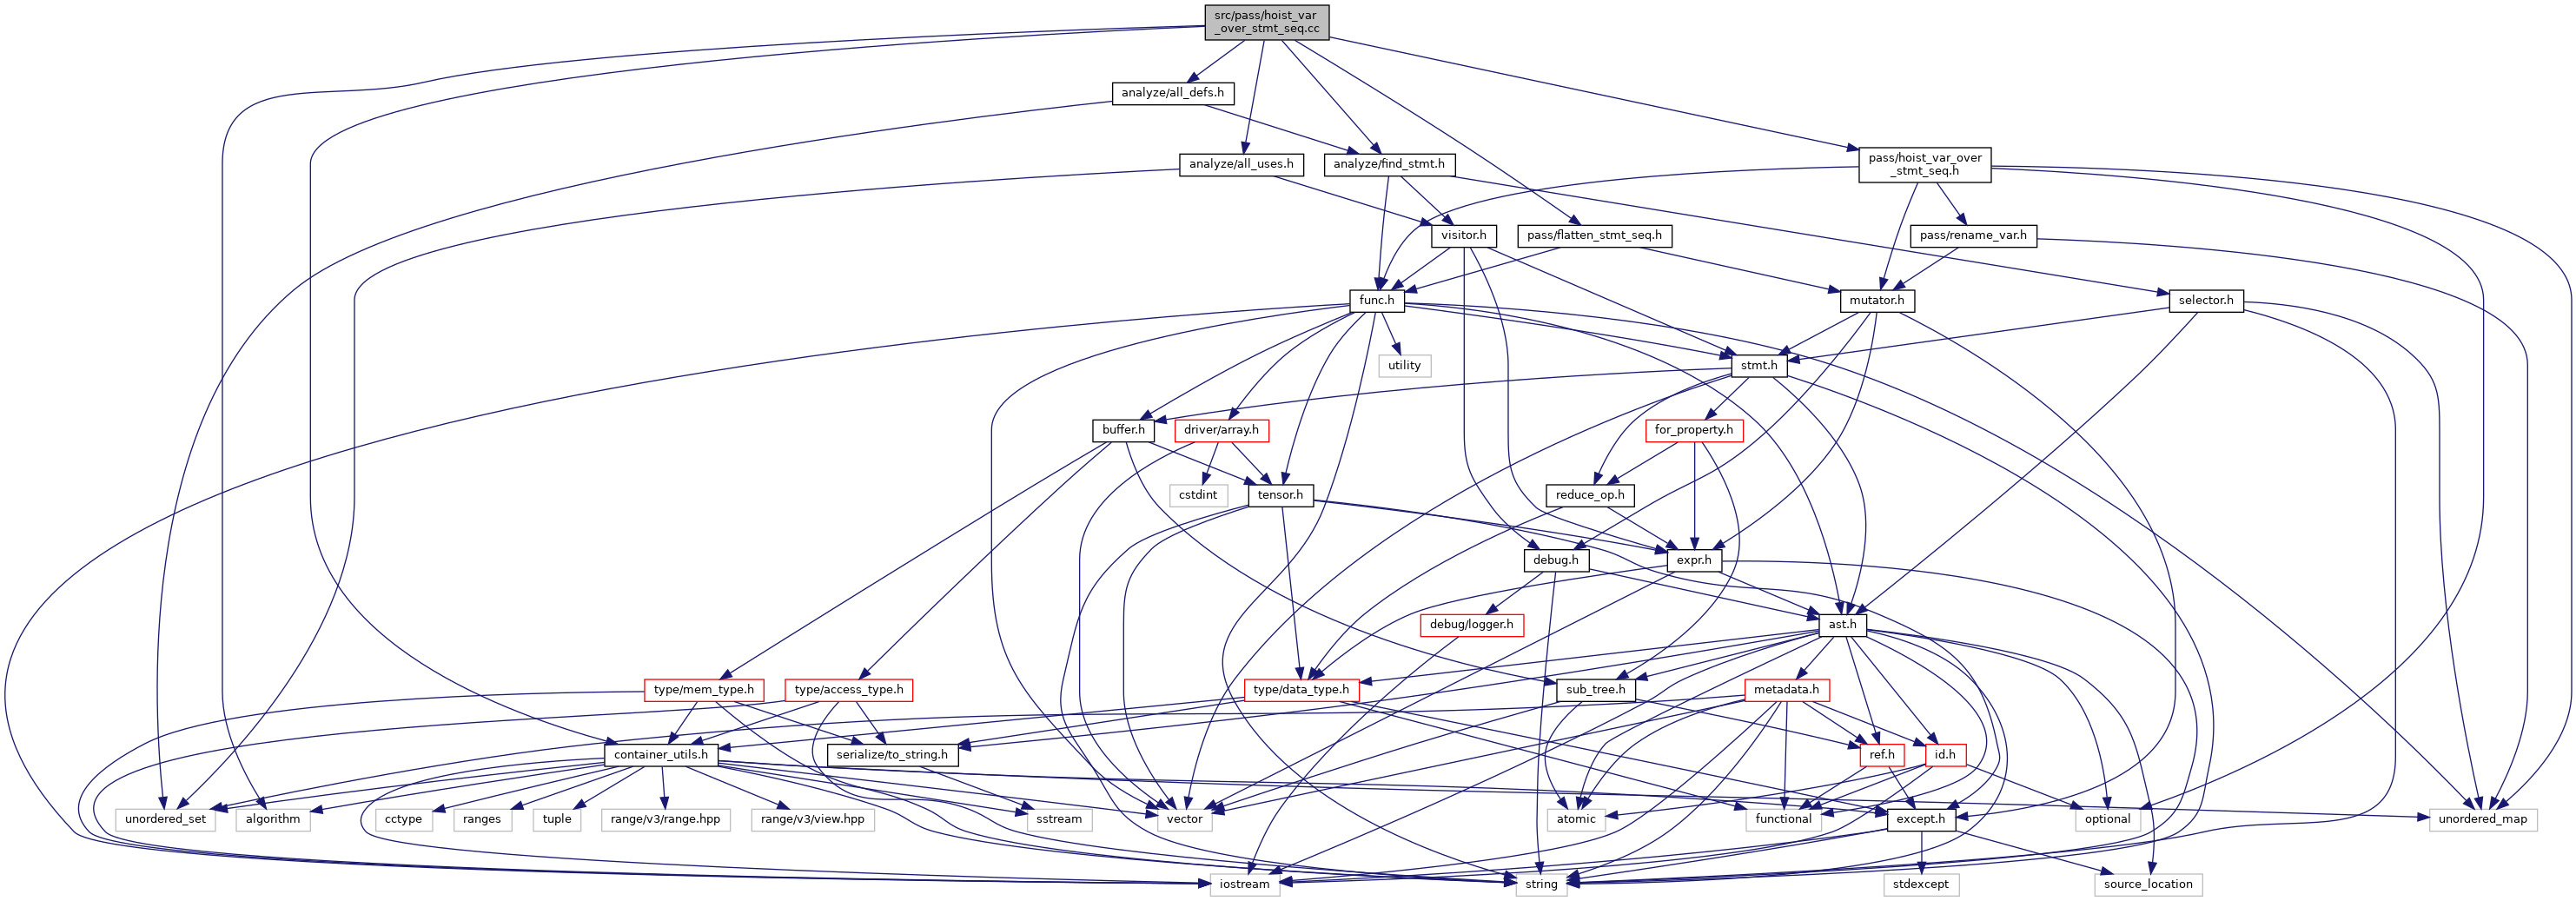 src/pass/hoist_var
_over_stmt_seq.cc
analyze/all_defs.h
analyze/all_uses.h
analyze/find_stmt.h
pass/hoist_var_over
_stmt_seq.h
visitor.h
pass/flatten_stmt_seq.h
pass/rename_var.h
func.h
mutator.h
selector.h
utility
stmt.h
buffer.h
driver/array.h
for_property.h
cstdint
tensor.h
reduce_op.h
debug.h
expr.h
debug/logger.h
ast.h
type/mem_type.h
type/access_type.h
type/data_type.h
sub_tree.h
metadata.h
container_utils.h
serialize/to_string.h
ref.h
id.h
unordered_set
algorithm
cctype
ranges
tuple
range/v3/range.hpp
range/v3/view.hpp
sstream
vector
atomic
functional
except.h
optional
unordered_map
iostream
string
stdexcept
source_location